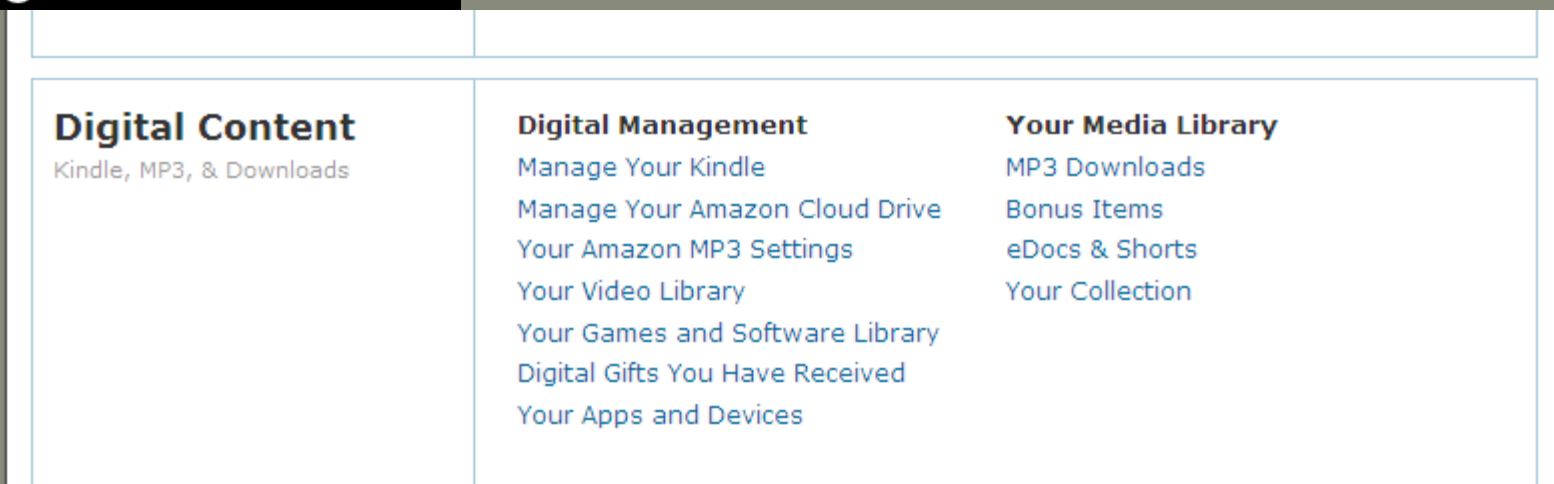 Digital Content
Kindle, MP3, & Downloads
Digital Management
Manage Your Kindle
Manage Your Amazon Cloud Drive
Your Amazon MP3 Settings
Your Video Library
Your Games and Software Library
Digital Gifts You Have Received
Your Apps and Devices
Your Media Library
MP3 Downloads
Bonus Items
eDocs & Shorts
Your Collection